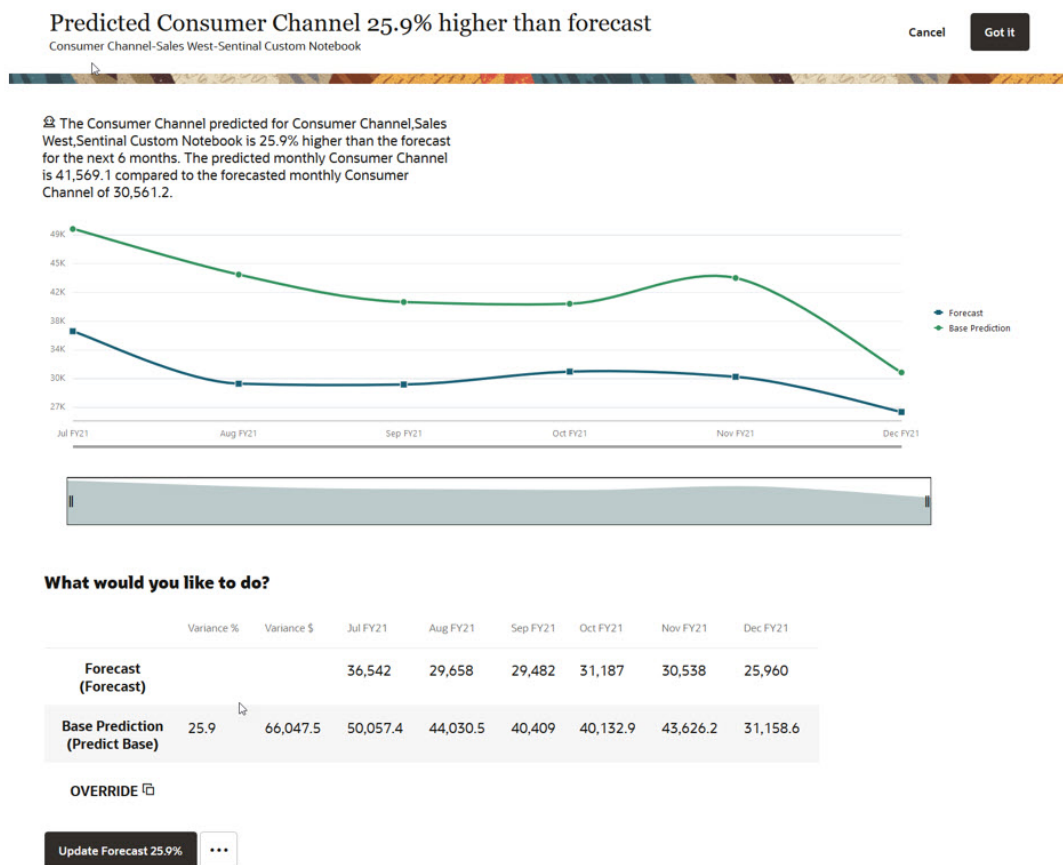 Predicted Consumer Channel 25.9% higher than forecast
Consumer Channel-Sales West-Sentinal Custom Notebook
Cancel
Got it
The Consumer Channel predicted for Consumer Channel,Sales
West,Sentinal Custom Notebook is 25.9% higher than the forecast
for the next 6 months. The predicted monthly Consumer Channel
is 41,569.1 compared to the forecasted monthly Consumer
Channel of 30,561.2.
49K
45K
42K
38K
34K
30K
27K
Jul FY21 Aug FY21 Sep FY21 Oct FY21 Nov FY21 Dec FY21
Forecast
Base Prediction
What would you like to do?
Variance % Variance $ Jul FY21 Aug FY21 Sep FY21 Oct FY21 Nov FY21 Dec FY21
Forecast
(Forecast)
36,542 29,658 29,482 31,187 30,538 25,960
Base Prediction
(Predict Base)
25.9 66,047.5 50,057.4 44,030.5 40,409 40,132.9 43,626.2 31,158.6
OVERRIDE
Update Forecast 25.9%